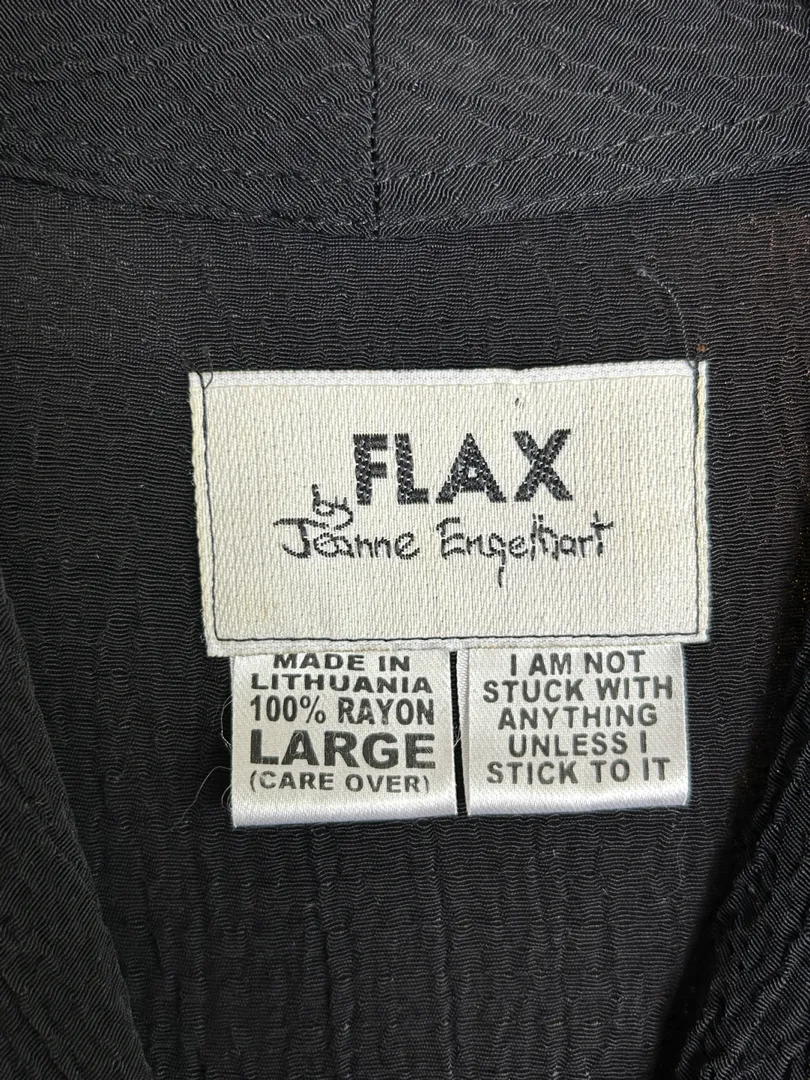 FLAX
by
Jeanne Engelhart
MADE IN
LITHUANIA
100% RAYON
LARGE
(CARE OVER)
I AM NOT
STUCK WITH
ANYTHING
UNLESS I
STICK TO IT